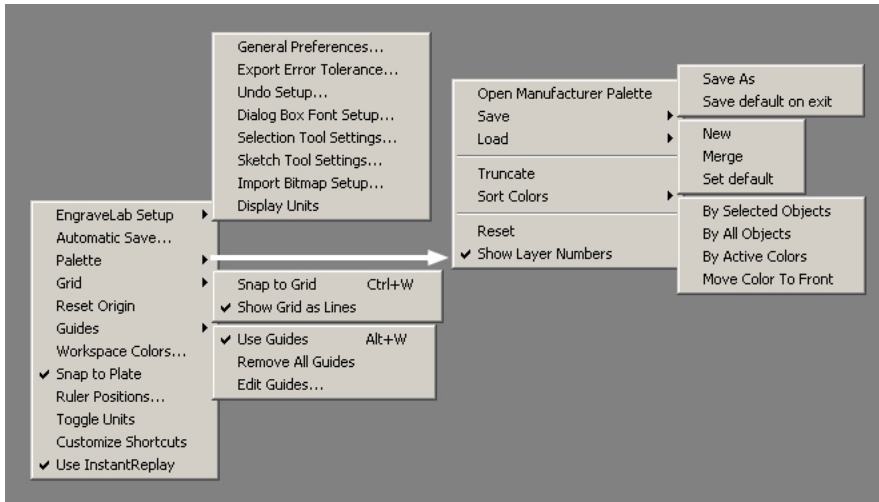 General Preferences...
Export Error Tolerance...
Undo Setup...
Dialog Box Font Setup...
Selection Tool Settings...
Sketch Tool Settings...
Import Bitmap Setup...
Display Units
Open Manufacturer Palette
Save
Load
Truncate
Sort Colors
Reset
Show Layer Numbers
Save As
Save default on exit
New
Merge
Set default
By Selected Objects
By All Objects
By Active Colors
Move Color To Front
EngraveLab Setup
Automatic Save...
Palette
Grid
Reset Origin
Guides
Workspace Colors...
Snap to Plate
Ruler Positions...
Toggle Units
Customize Shortcuts
Use InstantReplay
Snap to Grid Ctrl+W
Show Grid as Lines
Use Guides Alt+W
Remove All Guides
Edit Guides...